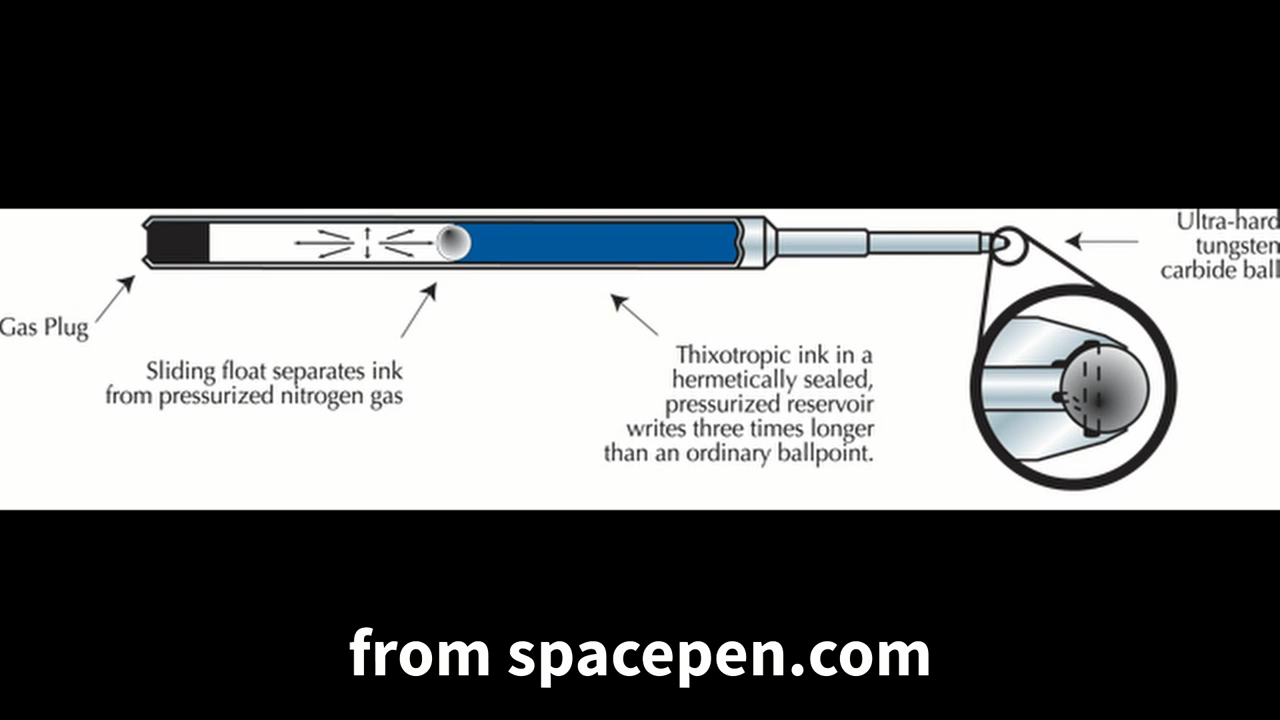 Ultra-hard
tungsten
carbide ball
Gas Plug
Sliding float separates ink
from pressurized nitrogen gas
Thixotropic ink in a
hermetically sealed,
pressurized reservoir
writes three times longer
than an ordinary ballpoint.
from spacepen.com